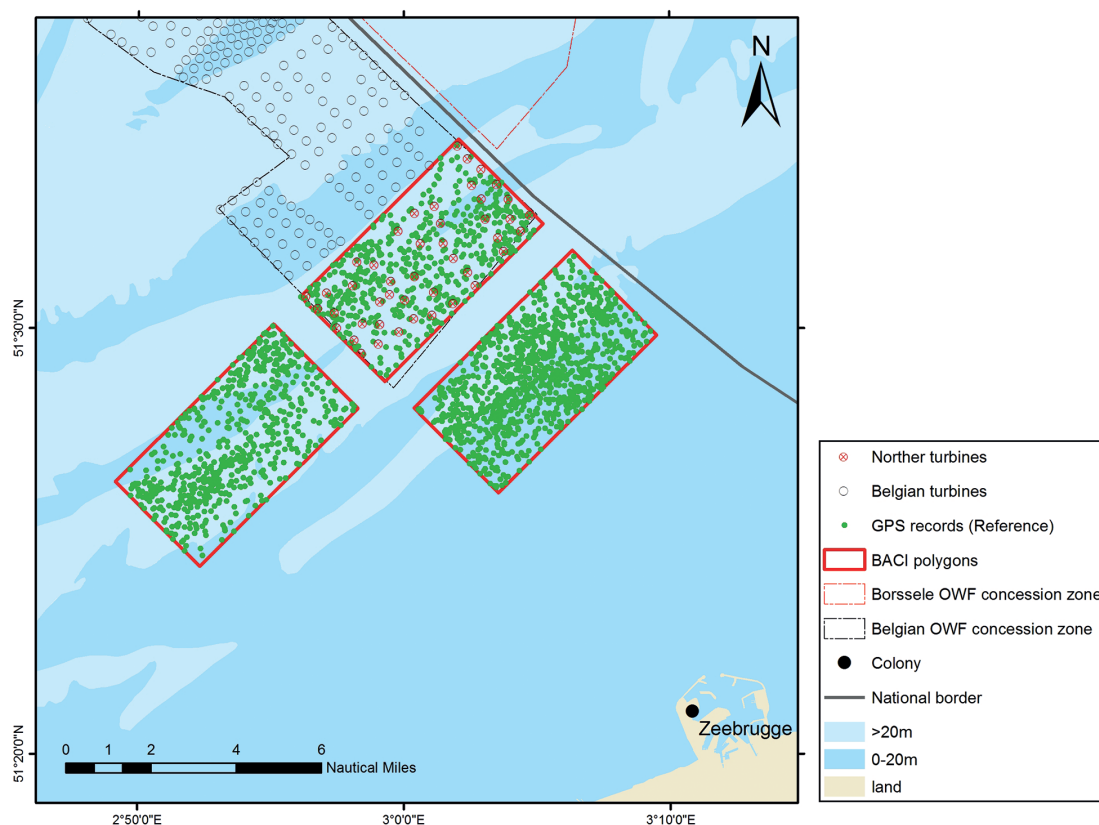 N
51°30'0"N
51°20'0"N
Zeebrugge
0 1 2 4 6
Nautical Miles
2°50'0"E 3°0'0"E 3°10'0"E
Norther turbines
Belgian turbines
GPS records (Reference)
BACI polygons
Borssele OWF concession zone
Belgian OWF concession zone
Colony
National border
>20m
0-20m
land